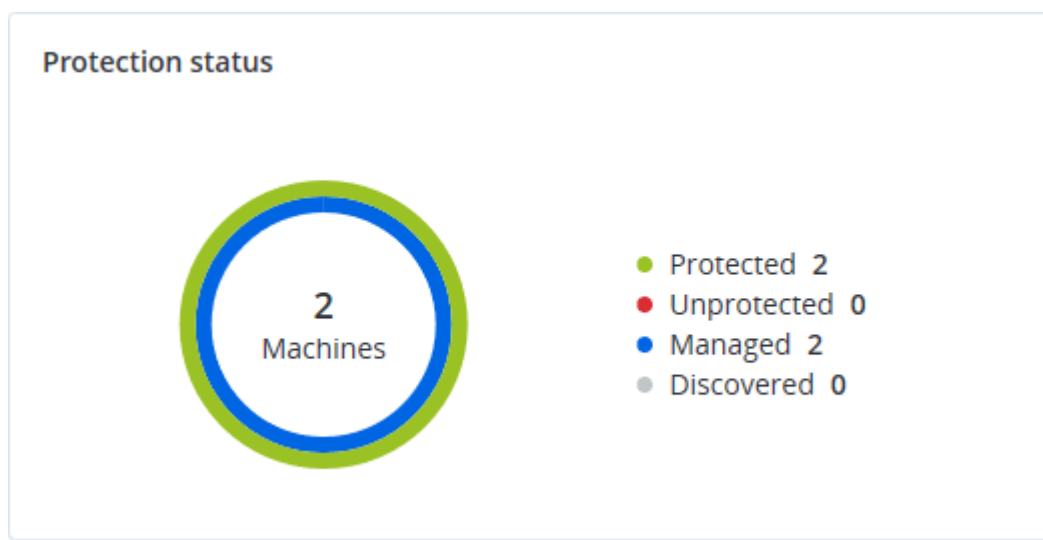 Protection status
2
Machines
Protected 2
Unprotected 0
Managed 2
Discovered 0